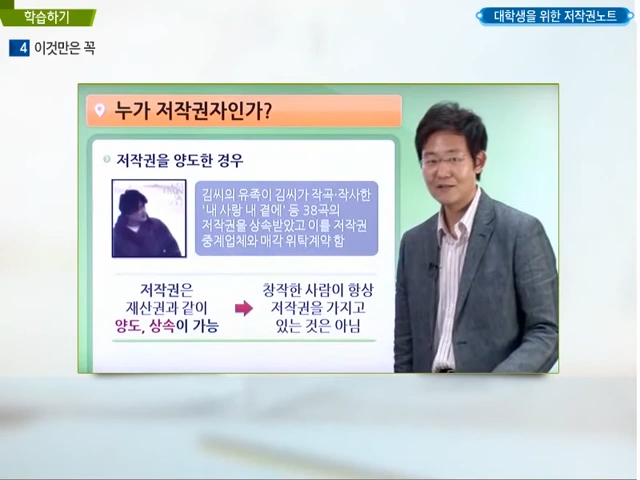 학습하기
대학생을 위한 저작권노트
4 이것만은 꼭
누가 저작권자인가?
저작권을 양도한 경우
김씨의 유족이 김씨가 작곡·작사한
'내 사랑 내 곁에' 등 38곡의
저작권을 상속받았고 이를 저작권
중계업체와 매각 위탁계약 함
저작권은
재산권과 같이
양도, 상속이 가능
창작한 사람이 항상
저작권을 가지고
있는 것은 아님